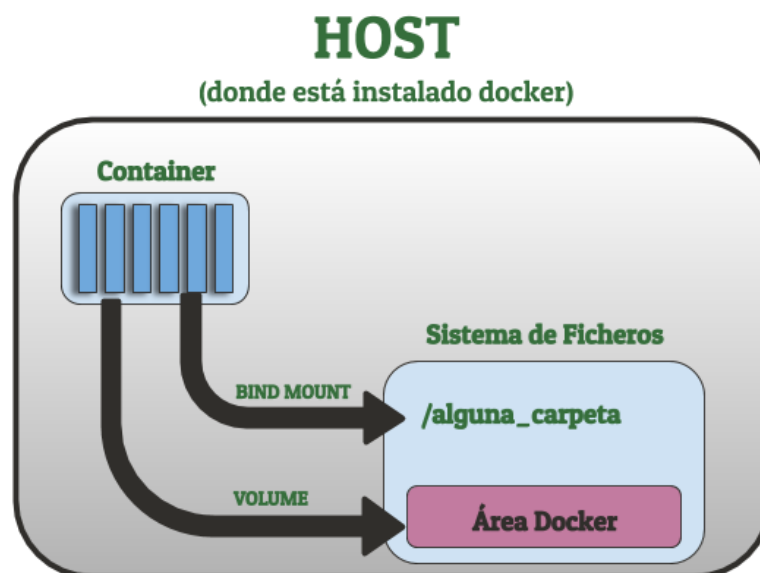 HOST
(donde está instalado docker)
Container
Sistema de Ficheros
BIND MOUNT
/alguna_carpeta
VOLUME
Área Docker